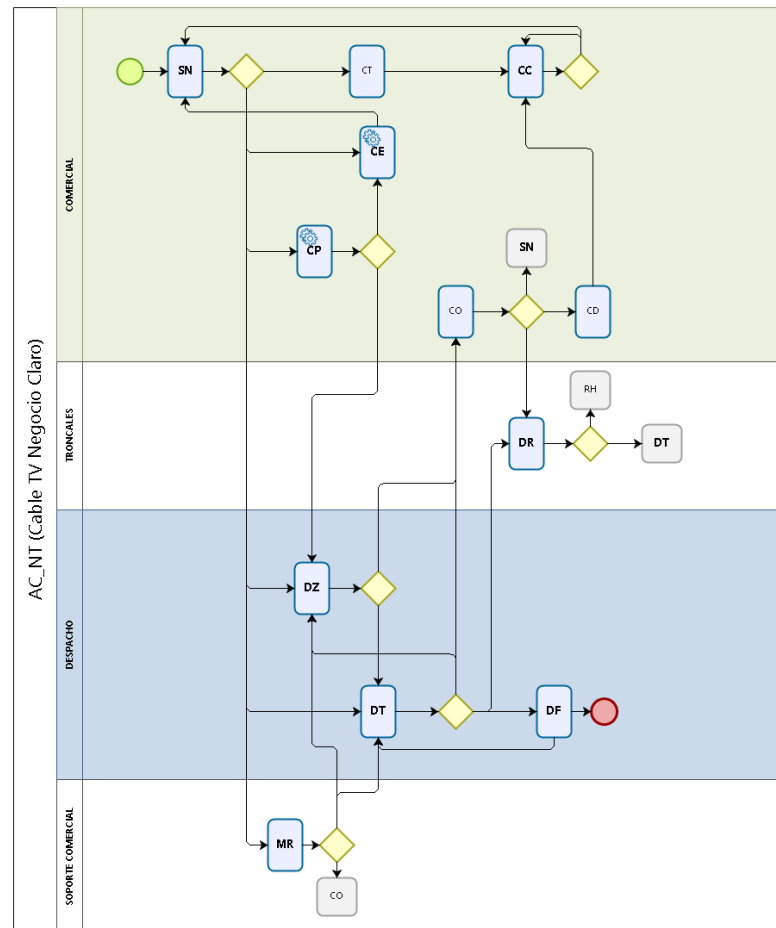 AC_NT (Cable TV Negocio Claro)
COMERCIAL
SN
CT
CC
CE
CP
SN
CO
CD
TRONCALES
RH
DR
DT
DESPACHO
DZ
DT
DF
SOPORTE COMERCIAL
MR
CO